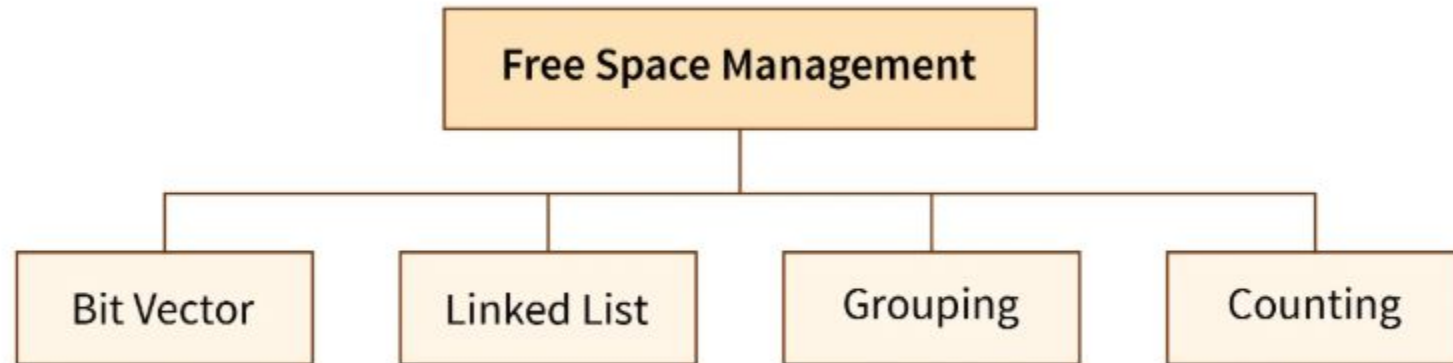 Free Space Management
Bit Vector
Linked List
Grouping
Counting